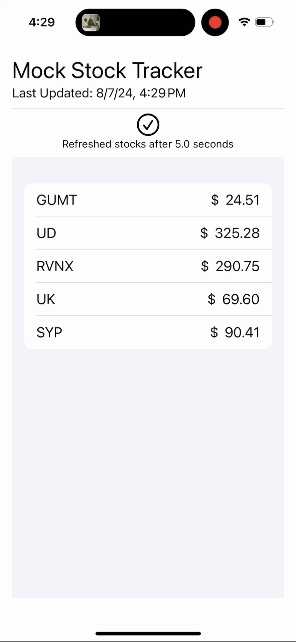 4:29
Mock Stock Tracker
Last Updated: 8/7/24, 4:29 PM
Refreshed stocks after 5.0 seconds
GUMT $ 24.51
UD $ 325.28
RVNX $ 290.75
UK $ 69.60
SYP $ 90.41